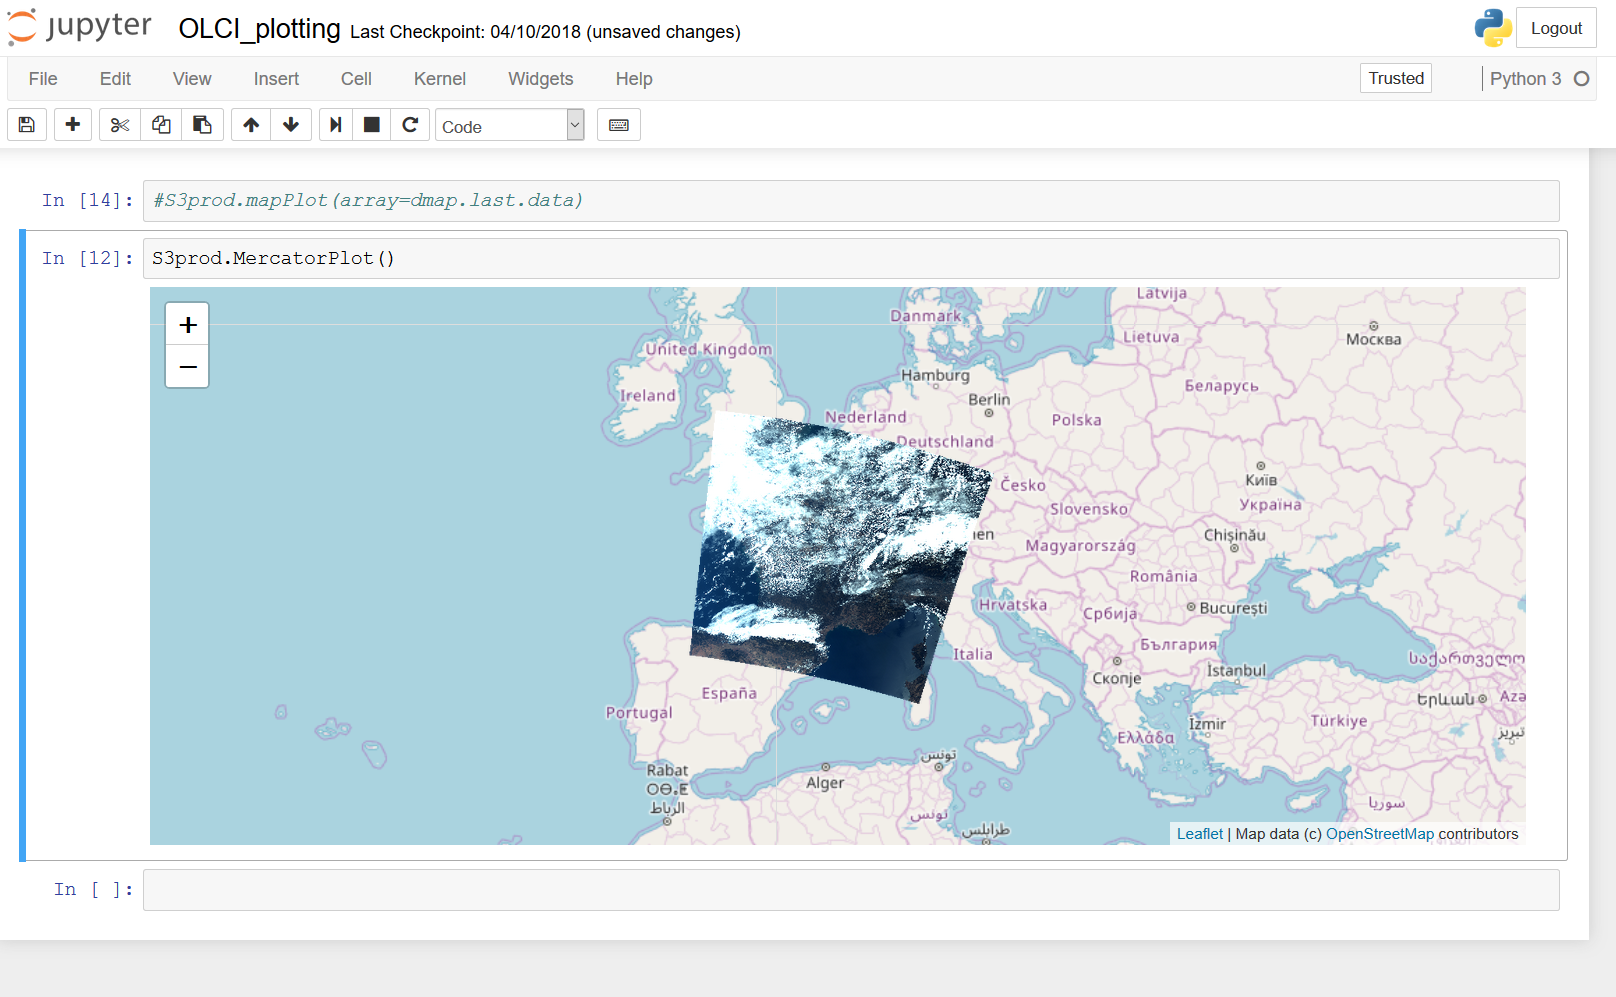 jupyter OLCI_plotting Last Checkpoint: 04/10/2018 (unsaved changes) Logout
File Edit View Insert Cell Kernel Widgets Help Trusted Python 3
Code
In [14]: #S3prod.mapPlot(array=dmap.last.data)
In [12]: S3prod.MercatorPlot()
+
−
Latvija
Danmark
Lietuva
Москва
United Kingdom
Hamburg
Беларусь
Ireland
Berlin
Nederland
Polska
Deutschland
Київ
Česko
Україна
Slovensko
ien
Chișinău
Magyarország
România
Hrvatska
București
Србија
България
Italia
საქართველო
İstanbul
Скопје
España
Երևան
Aza
Portugal
Türkiye
İzmir
Ελλάδα
تبريز
تونس
Rabat
ⵔⴱⴰⵟ
الرباط
Alger
سوريا
تونس
طرابلس
Leaflet | Map data (c) OpenStreetMap contributors
In [ ]: